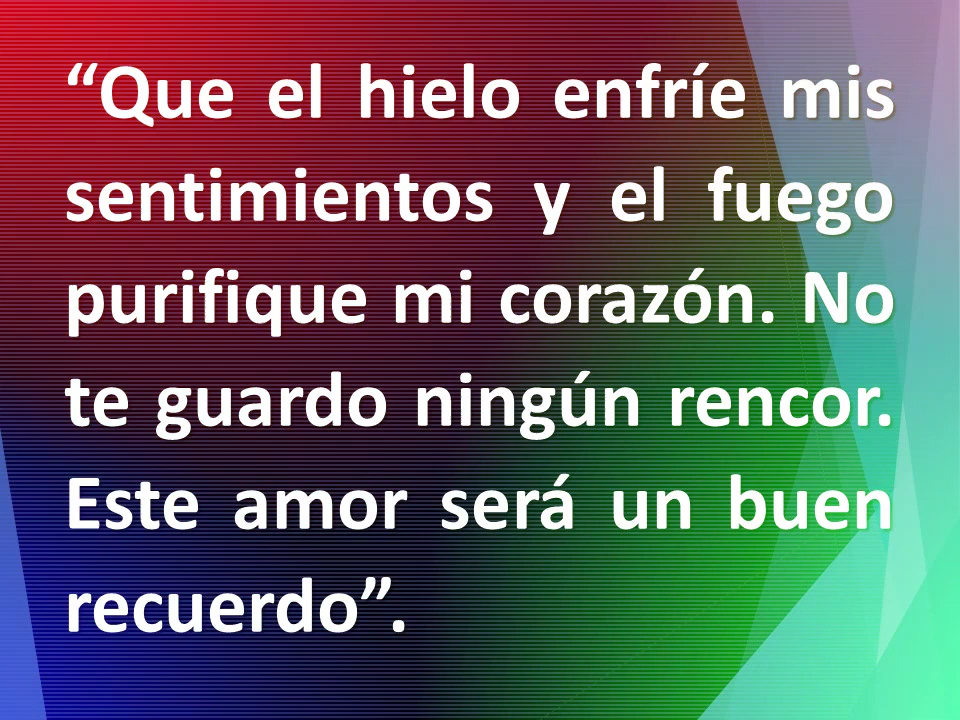 “Que el hielo enfríe mis
sentimientos y el fuego
purifique mi corazón. No
te guardo ningún rencor.
Este amor será un buen
recuerdo”.